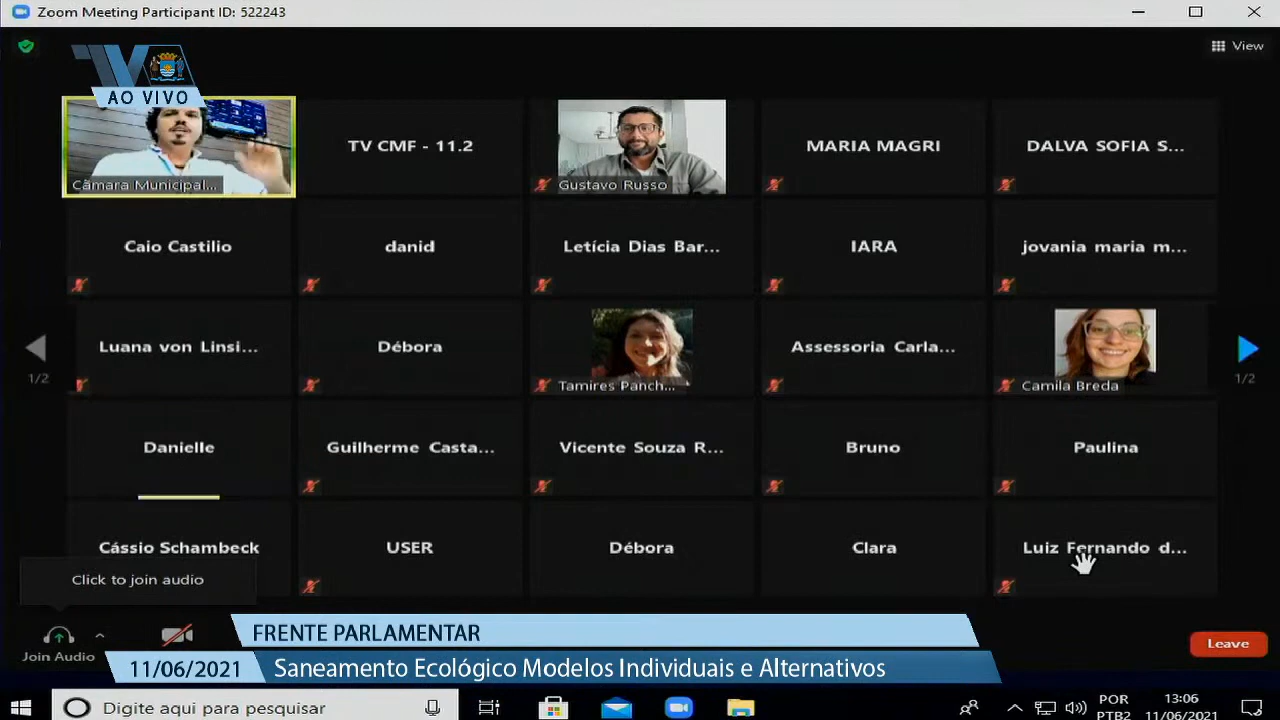 Zoom Meeting Participant ID: 522243
View
TV
AO VIVO
Câmara Municipal...
TV CMF - 11.2
Gustavo Russo
MARIA MAGRI
DALVA SOFIA S...
Caio Castilio
danid
Letícia Dias Bar...
IARA
jovania maria m...
Luana von Linsi...
Débora
Tamires Panch...
Assessoria Carla...
Camila Breda
1/2
1/2
Danielle
Guilherme Casta...
Vicente Souza R...
Bruno
Paulina
Cássio Schambeck
USER
Débora
Clara
Luiz Fernando d...
Click to join audio
Join Audio
FRENTE PARLAMENTAR
Leave
11/06/2021
Saneamento Ecológico Modelos Individuais e Alternativos
Digite aqui para pesquisar
POR
PTB2
13:06
11/06/2021